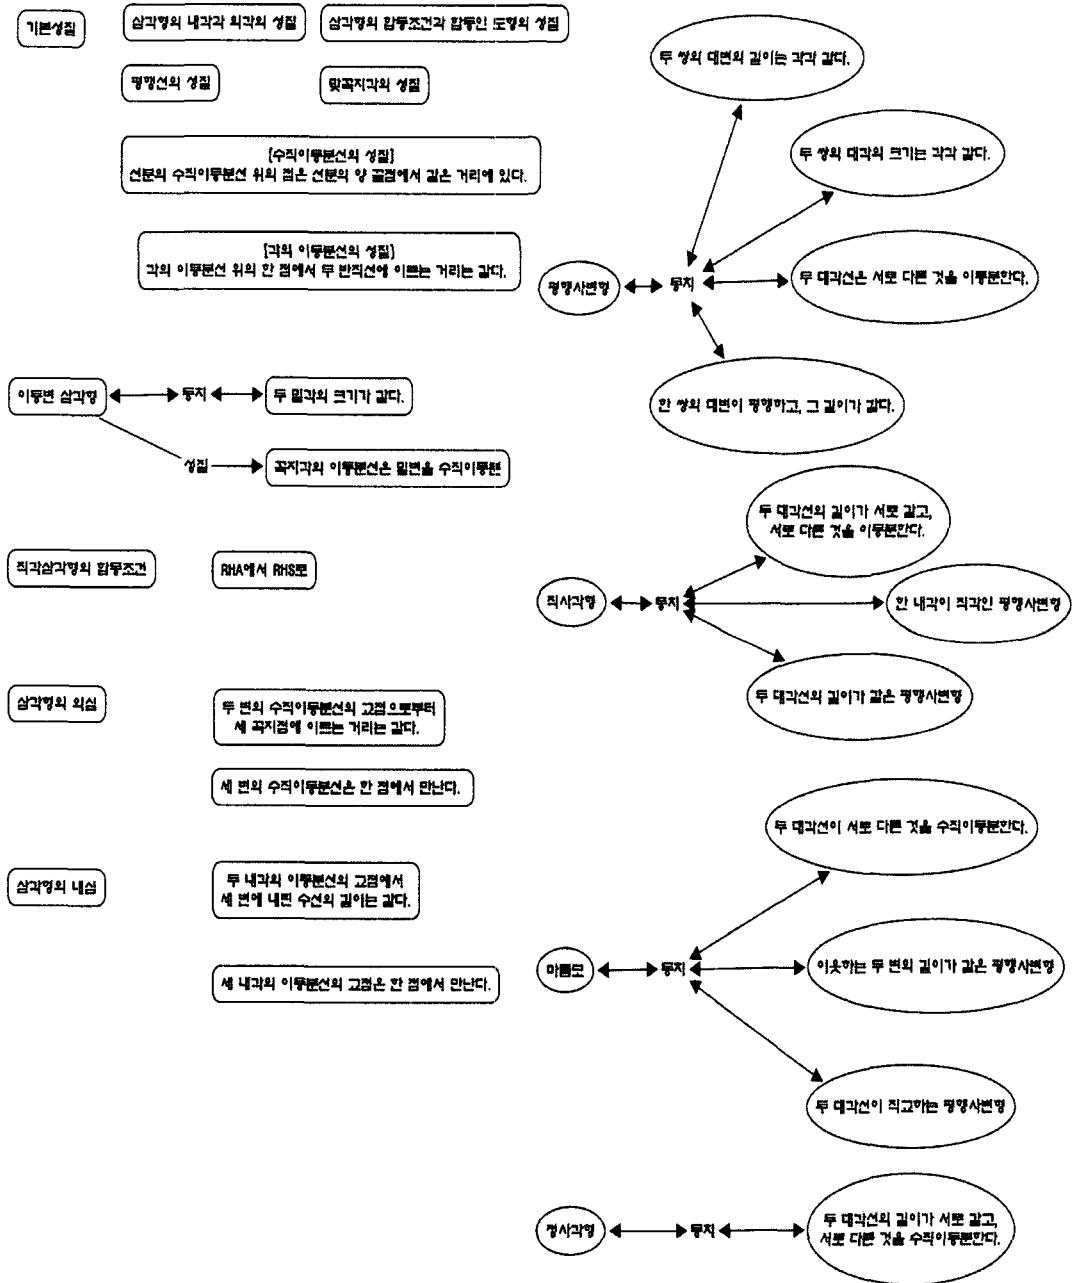 기본성질
삼각형의 내각과 외각의 성질
삼각형의 합동조건과 합동인 도형의 성질
평행선의 성질
맞꼭지각의 성질
[수직이등분선의 성질]
선분의 수직이등분선 위의 점은 선분의 양 끝점에서 같은 거리에 있다.
[각의 이등분선의 성질]
각의 이등분선 위의 한 점에서 두 반직선에 이르는 거리는 같다.
이등변 삼각형
동치
두 밑각의 크기가 같다.
성질
꼭지각의 이등분선은 밑변을 수직이등분
직각삼각형의 합동조건
RHA에서 RHS로
삼각형의 외심
두 변의 수직이등분선의 교점으로부터
세 꼭지점에 이르는 거리는 같다.
세 변의 수직이등분선은 한 점에서 만난다.
삼각형의 내심
두 내각의 이등분선의 교점에서
세 변에 내린 수선의 길이는 같다.
세 내각의 이등분선의 교점은 한 점에서 만난다.
두 쌍의 대변의 길이는 각각 같다.
두 쌍의 대각의 크기는 각각 같다.
평행사변형
동치
두 대각선은 서로 다른 것을 이등분한다.
한 쌍의 대변이 평행하고, 그 길이가 같다.
두 대각선의 길이가 서로 같고,
서로 다른 것을 이등분한다.
직사각형
동치
한 내각이 직각인 평행사변형
두 대각선의 길이가 같은 평행사변형
두 대각선이 서로 다른 것을 수직이등분한다.
마름모
동치
이웃하는 두 변의 길이가 같은 평행사변형
두 대각선이 직교하는 평행사변형
정사각형
동치
두 대각선의 길이가 서로 같고,
서로 다른 것을 수직이등분한다.